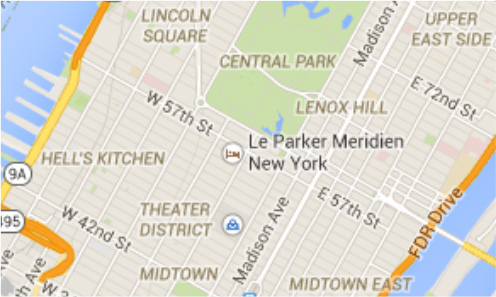 LINCOLN
SQUARE
Madison A
UPPER
EAST SIDE
CENTRAL PARK
E 72nd St
W 57th St
LENOX HILL
Le Parker Meridien
New York
HELL'S KITCHEN
9A
E 57th St
FDR Drive
495
W 42nd St
THEATER
DISTRICT
Madison Ave
th Ave
MIDTOWN
MIDTOWN EAST